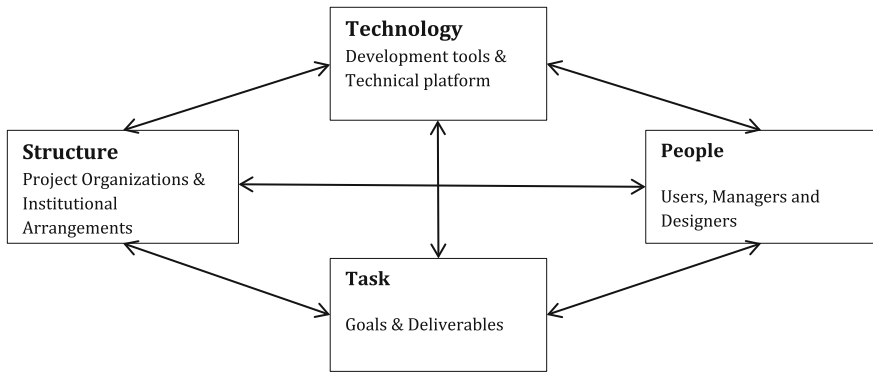 Technology
Development tools &
Technical platform
Structure
Project Organizations &
Institutional
Arrangements
People
Users, Managers and
Designers
Task
Goals & Deliverables